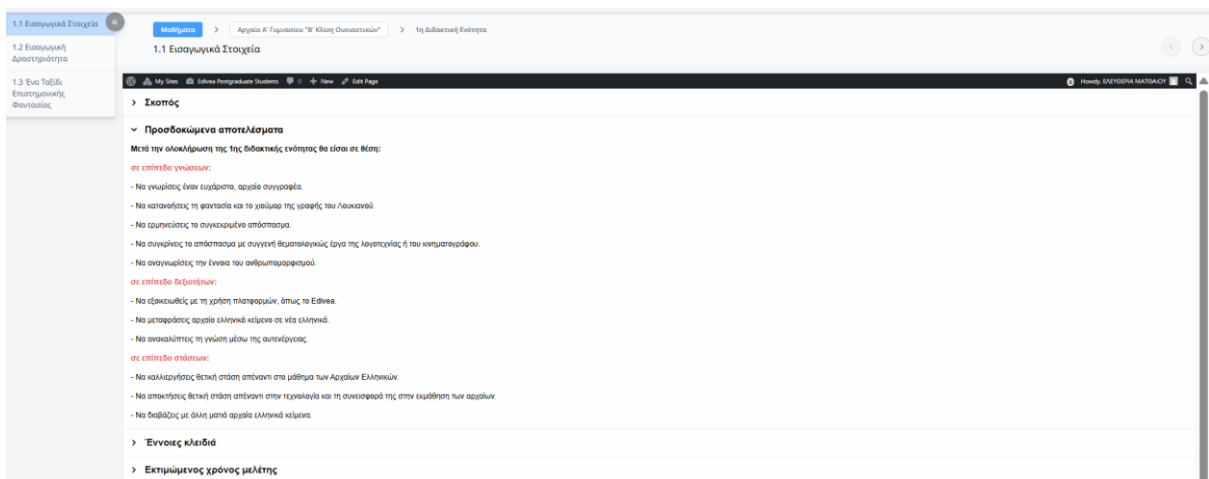 1.1 Εισαγωγικά Στοιχεία
«
1.2 Εισαγωγική
Δραστηριότητα
1.3 Ένα Ταξίδι
Επιστημονικής
Φαντασίας
Μαθήματα > Αρχαία Α' Γυμνασίου "Β' Κλίση Ουσιαστικών" > 1η Διδακτική Ενότητα
1.1 Εισαγωγικά Στοιχεία
My Sites Edivea Postgraduate Students 0 + New Edit Page Howdy, ΕΛΕΥΘΕΡΙΑ ΜΑΤΘΑΙΟΥ
Σκοπός
Προσδοκώμενα αποτελέσματα
Μετά την ολοκλήρωση της 1ης διδακτικής ενότητας θα είσαι σε θέση:
σε επίπεδο γνώσεων:
- Να γνωρίσεις έναν ευχάριστο, αρχαίο συγγραφέα.
- Να κατανοήσεις τη φαντασία και το χιούμορ της γραφής του Λουκιανού.
- Να ερμηνεύσεις το συγκεκριμένο απόσπασμα.
- Να συγκρίνεις το απόσπασμα με συγγενή θεματολογικώς έργα της λογοτεχνίας ή του κινηματογράφου.
- Να αναγνωρίσεις την έννοια του ανθρωπομορφισμού.
σε επίπεδο δεξιοτήτων:
- Να εξοικειωθείς με τη χρήση πλατφορμών, όπως το Edivea.
- Να μεταφράσεις αρχαίο ελληνικό κείμενο σε νέα ελληνικά.
- Να ανακαλύπτεις τη γνώση μέσω της αυτενέργειας.
σε επίπεδο στάσεων:
- Να καλλιεργήσεις θετική στάση απέναντι στο μάθημα των Αρχαίων Ελληνικών.
- Να αποκτήσεις θετική στάση απέναντι στην τεχνολογία και τη συνεισφορά της στην εκμάθηση των αρχαίων.
- Να διαβάζεις με άλλη ματιά αρχαία ελληνικά κείμενα.
Έννοιες κλειδιά
Εκτιμώμενος χρόνος μελέτης